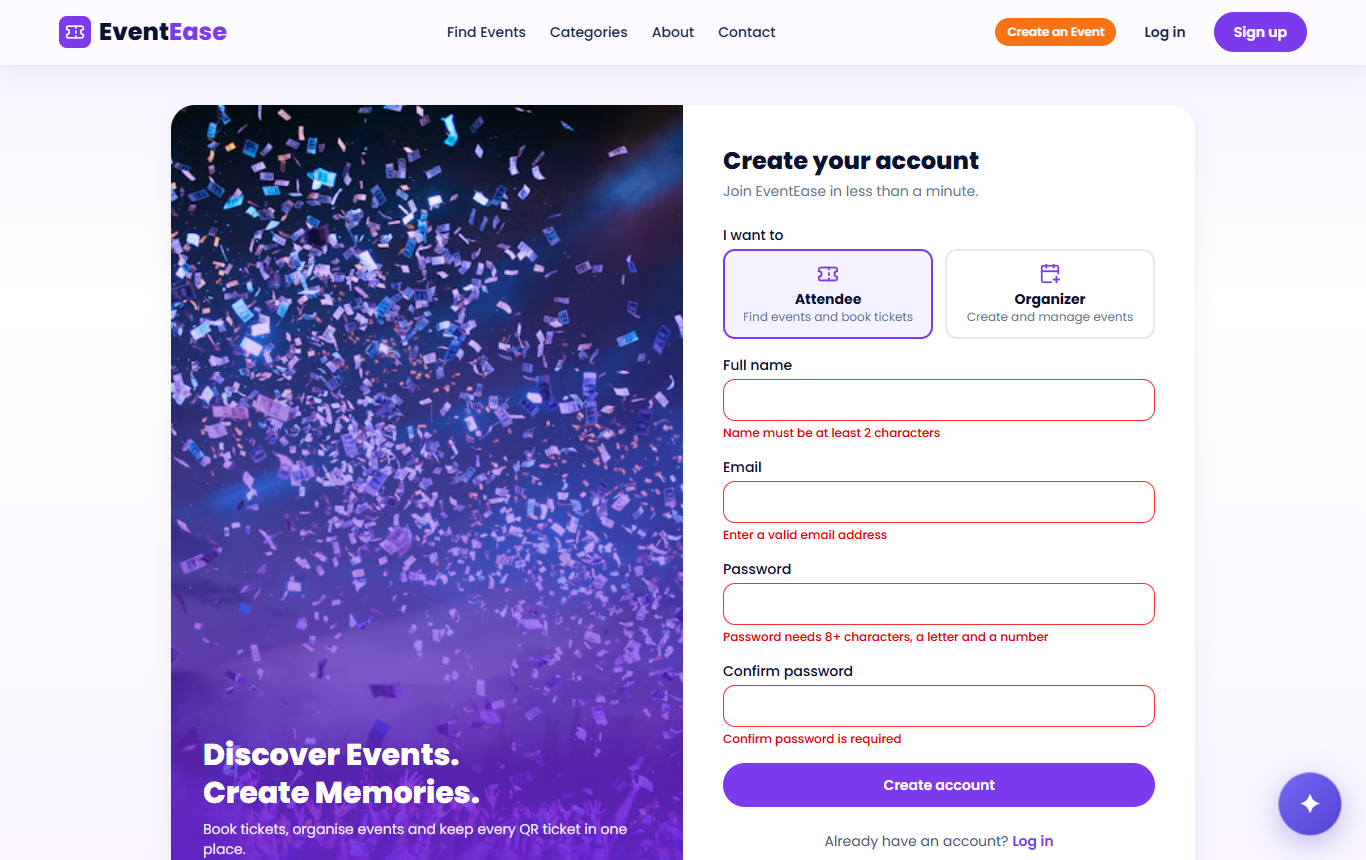 EventEase
Find Events
Categories
About
Contact
Create an Event
Log in
Sign up
Discover Events.
Create Memories.
Book tickets, organise events and keep every QR ticket in one
place.
Create your account
Join EventEase in less than a minute.
I want to
Attendee
Find events and book tickets
Organizer
Create and manage events
Full name
Name must be at least 2 characters
Email
Enter a valid email address
Password
Password needs 8+ characters, a letter and a number
Confirm password
Confirm password is required
Create account
Already have an account? Log in